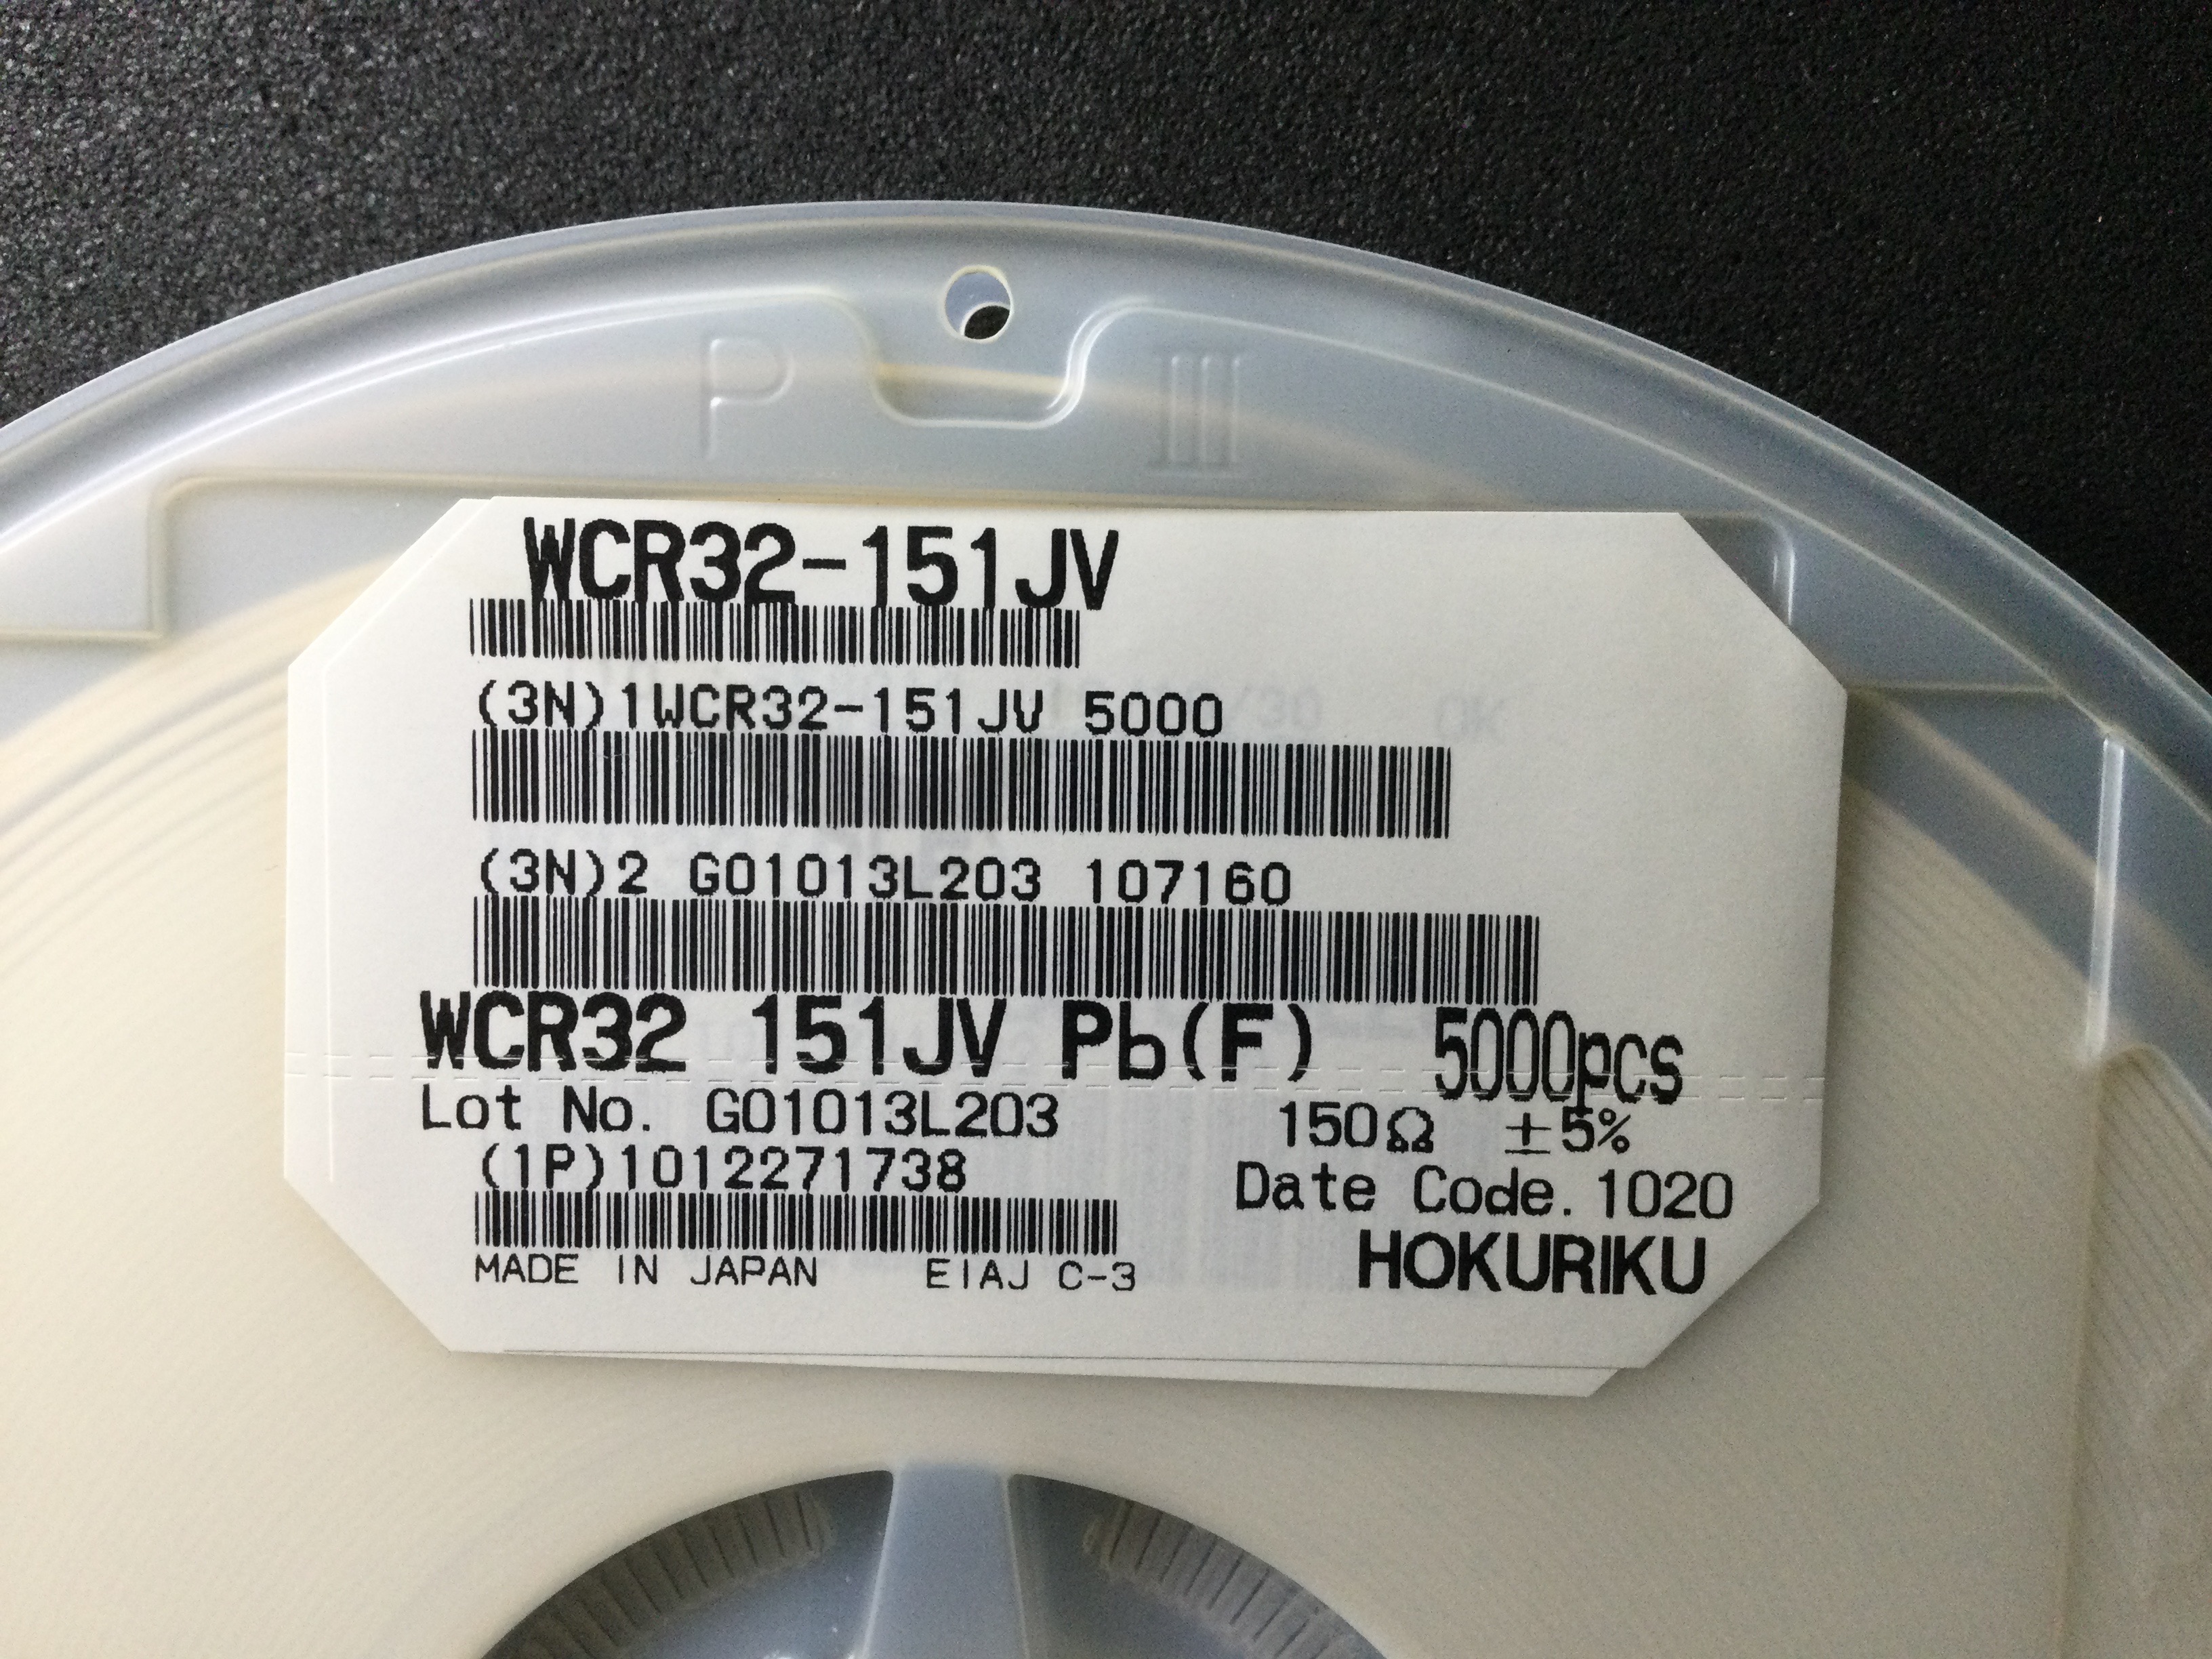 P III
WCR32-151JV
(3N)1WCR32-151JV 5000
(3N)2 G01013L203 107160
WCR32 151JV Pb(F) 5000pcs
Lot No. G01013L203 150Ω ±5%
(1P)1012271738 Date Code.1020
MADE IN JAPAN EIAJ C-3 HOKURIKU